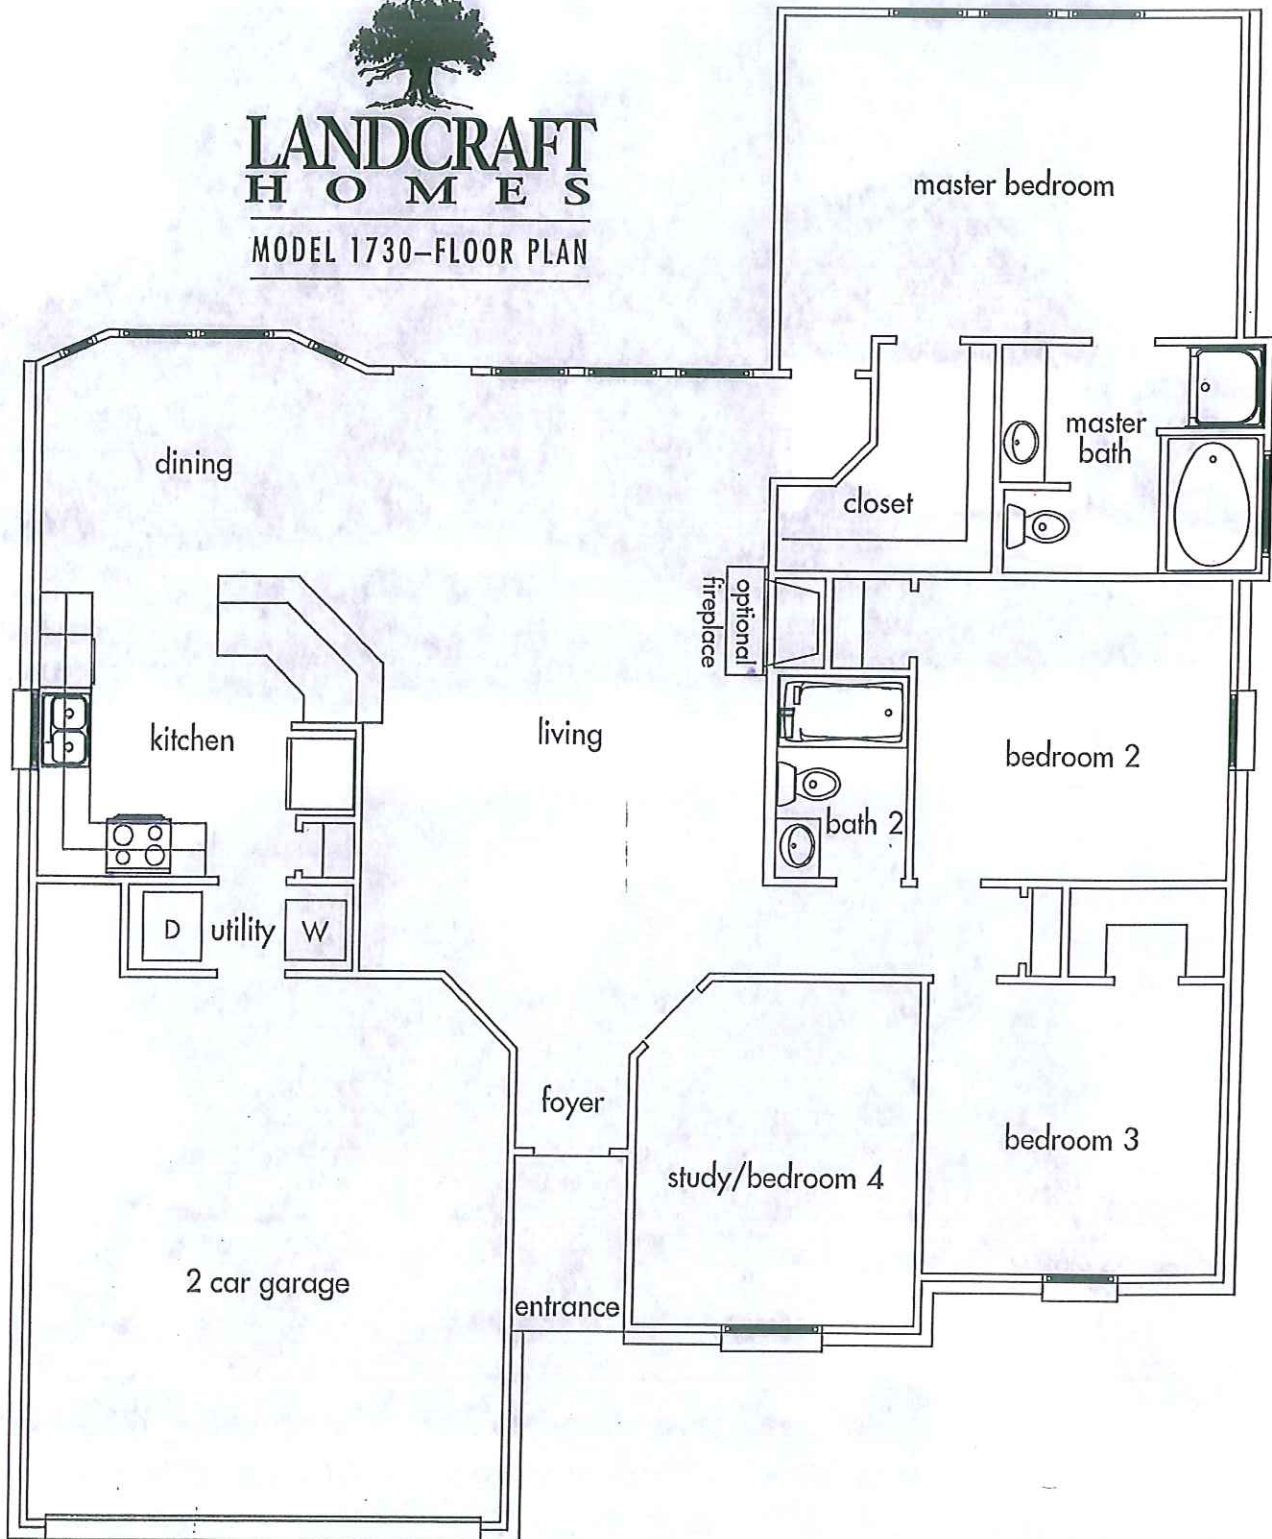 LANDCRAFT
HOMES
MODEL 1730–FLOOR PLAN
master bedroom
master
bath
dining
closet
optional
fireplace
kitchen
living
bedroom 2
bath 2
D
utility
W
foyer
study/bedroom 4
bedroom 3
2 car garage
entrance